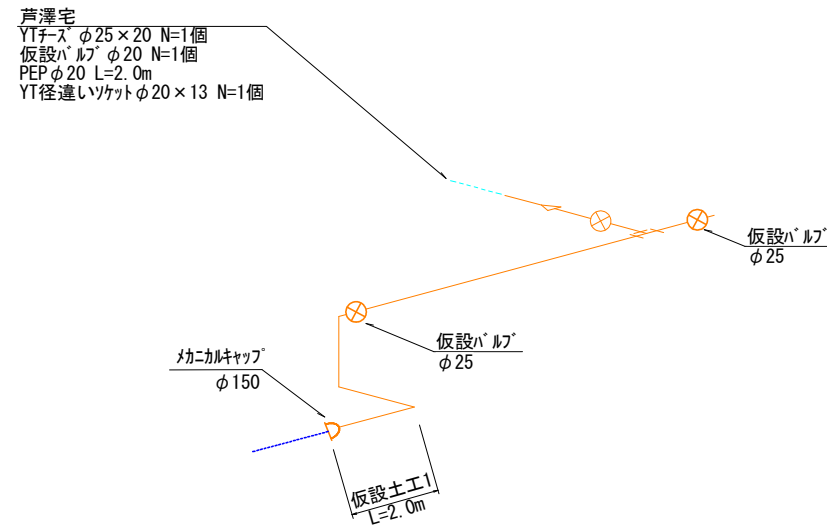 芦澤宅
YTﾁｰｽﾞφ25×20 N=1個
仮設ﾊﾞﾙﾌﾞφ20 N=1個
PEPφ20 L=2.0m
YT径違いｿｹｯﾄφ20×13 N=1個
仮設ﾊﾞﾙﾌﾞ
φ25
仮設ﾊﾞﾙﾌﾞ
φ25
ﾒｶﾆｶﾙｷｬｯﾌﾟ
φ150
仮設土工1
L=2.0m